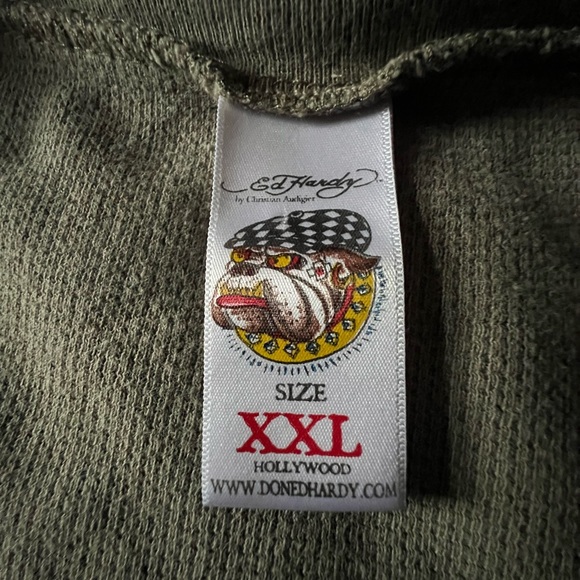 Ed Hardy
by Christian Audigier
SIZE
XXL
HOLLYWOOD
WWW.DONEDHARDY.COM